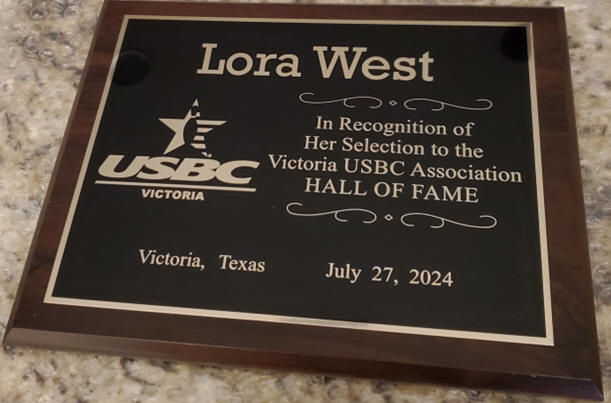 Lora West
In Recognition of
Her Selection to the
Victoria USBC Association
HALL OF FAME
USBC
VICTORIA
Victoria, Texas
July 27, 2024